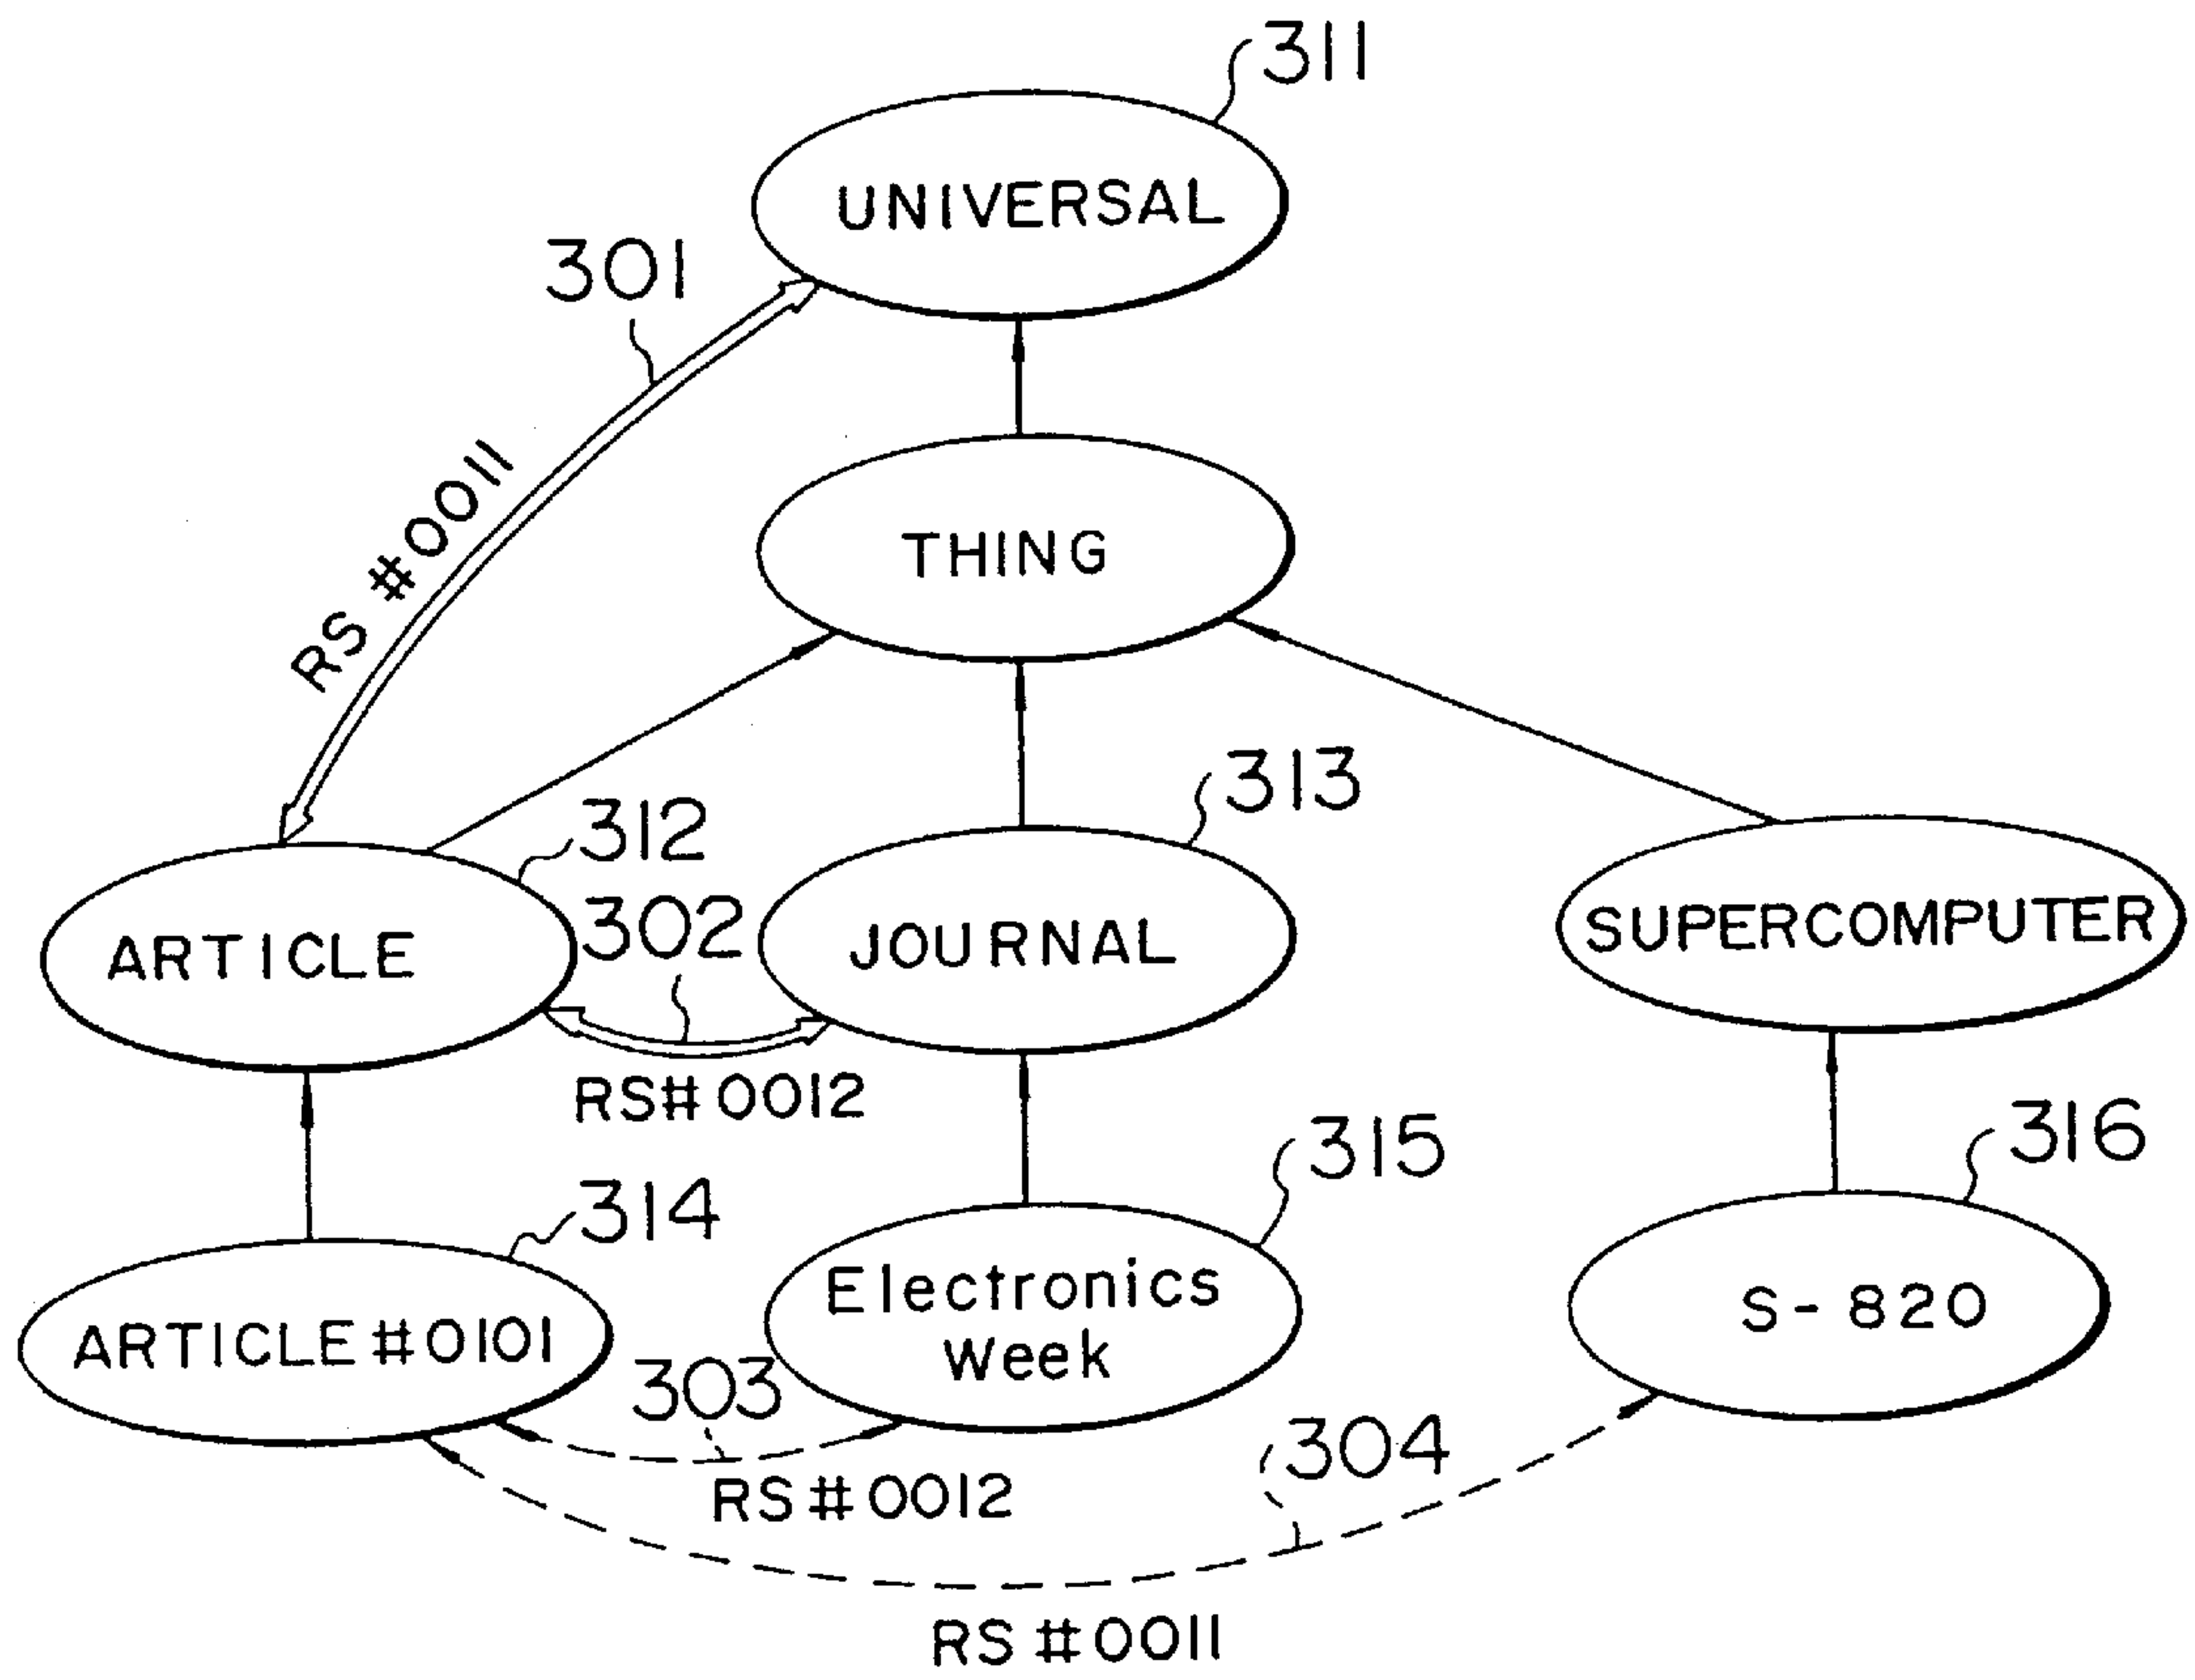 311
UNIVERSAL
301
RS #0011
THING
313
312
302
ARTICLE
JOURNAL
SUPERCOMPUTER
RS#0012
315
316
314
Electronics
Week
S-820
ARTICLE#0101
303
304
RS#0012
RS#0011